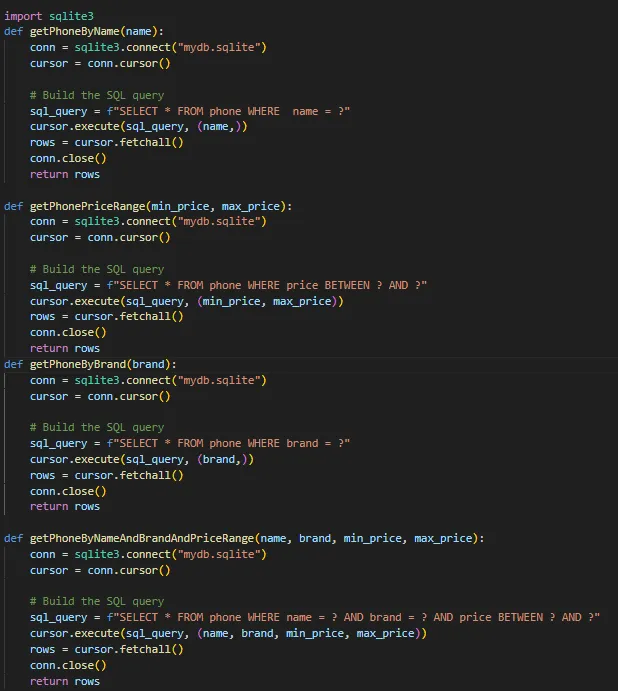 import sqlite3
def getPhoneByName(name):
    conn = sqlite3.connect("mydb.sqlite")
    cursor = conn.cursor()

    # Build the SQL query
    sql_query = f"SELECT * FROM phone WHERE  name = ?"
    cursor.execute(sql_query, (name,))
    rows = cursor.fetchall()
    conn.close()
    return rows

def getPhonePriceRange(min_price, max_price):
    conn = sqlite3.connect("mydb.sqlite")
    cursor = conn.cursor()

    # Build the SQL query
    sql_query = f"SELECT * FROM phone WHERE price BETWEEN ? AND ?"
    cursor.execute(sql_query, (min_price, max_price))
    rows = cursor.fetchall()
    conn.close()
    return rows
def getPhoneByBrand(brand):
    conn = sqlite3.connect("mydb.sqlite")
    cursor = conn.cursor()

    # Build the SQL query
    sql_query = f"SELECT * FROM phone WHERE brand = ?"
    cursor.execute(sql_query, (brand,))
    rows = cursor.fetchall()
    conn.close()
    return rows

def getPhoneByNameAndBrandAndPriceRange(name, brand, min_price, max_price):
    conn = sqlite3.connect("mydb.sqlite")
    cursor = conn.cursor()

    # Build the SQL query
    sql_query = f"SELECT * FROM phone WHERE name = ? AND brand = ? AND price BETWEEN ? AND ?"
    cursor.execute(sql_query, (name, brand, min_price, max_price))
    rows = cursor.fetchall()
    conn.close()
    return rows